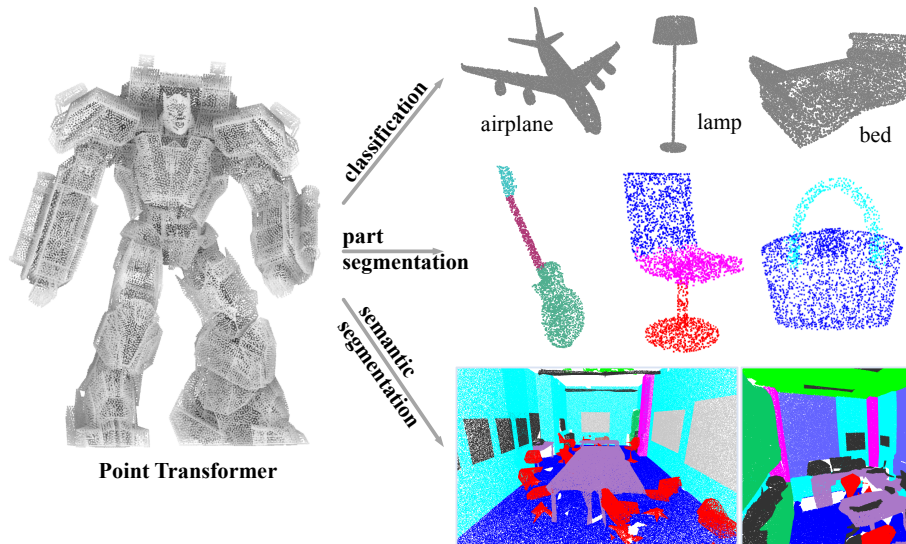 classification
airplane
lamp
bed
part
segmentation
semantic
segmentation
Point Transformer